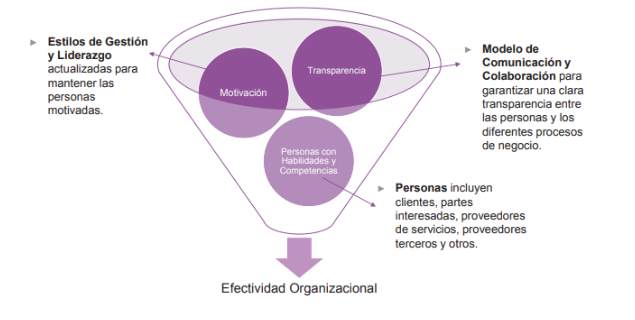 ► Estilos de Gestión
y Liderazgo
actualizadas para
mantener las
personas
motivadas.
Motivación
Transparencia
Personas con
Habilidades y
Competencias
► Modelo de
Comunicación y
Colaboración para
garantizar una clara
transparencia entre
las personas y los
diferentes procesos
de negocio.
► Personas incluyen
clientes, partes
interesadas, proveedores
de servicios, proveedores
terceros y otros.
Efectividad Organizacional